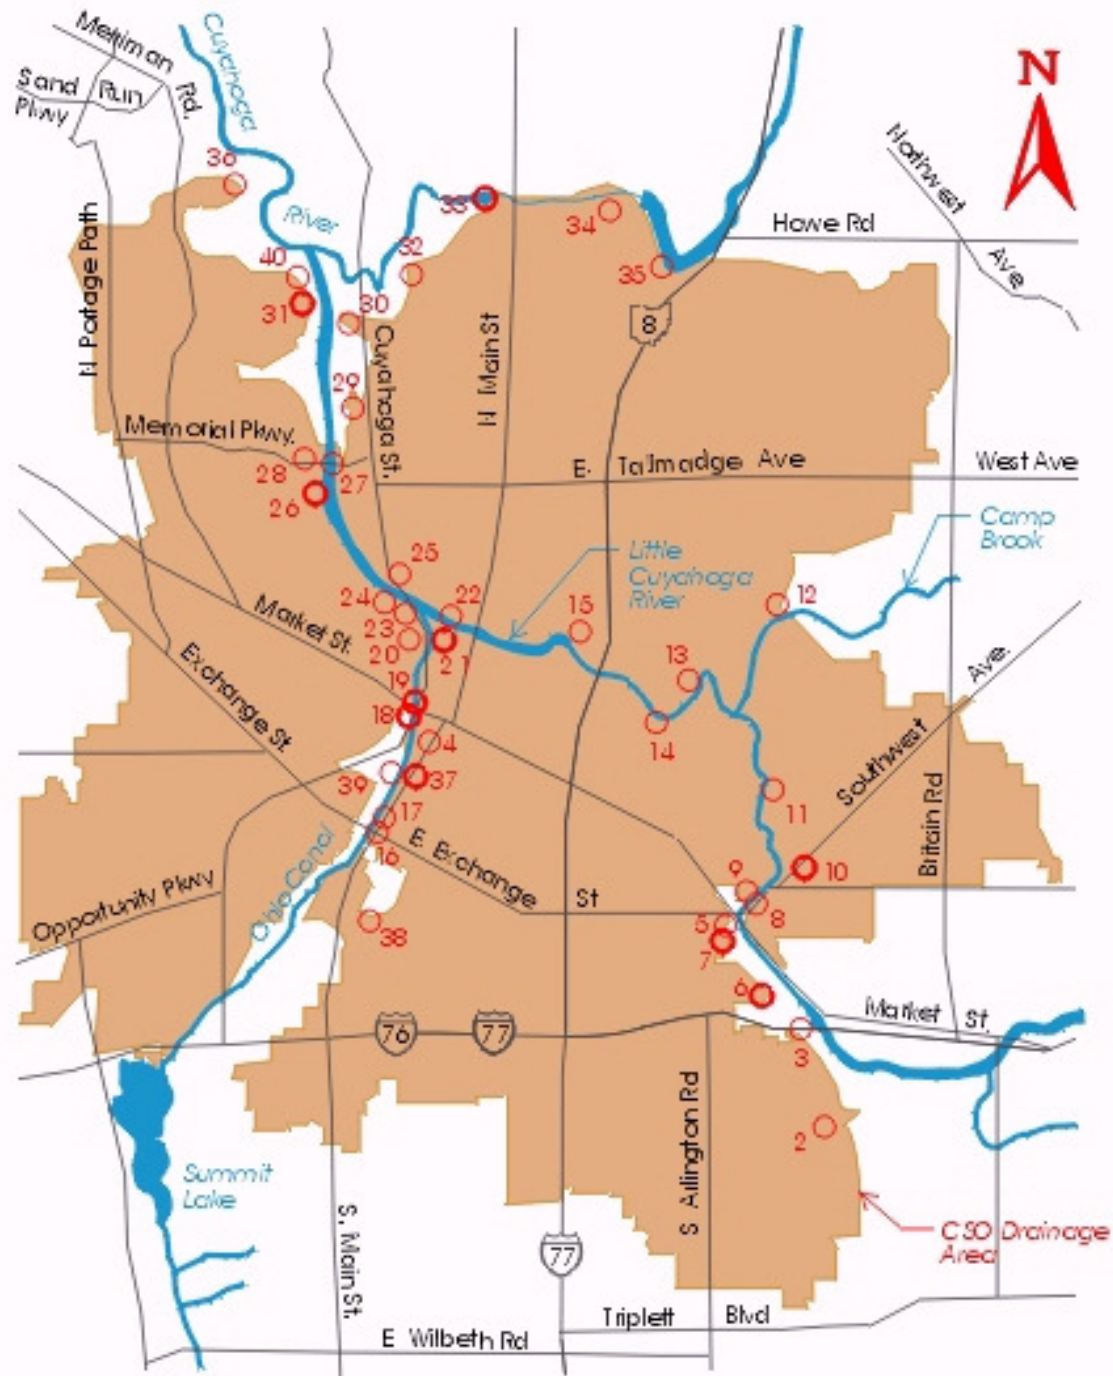 Merriman
Rd.
Sand Run
Pkwy
Cuyahoga
River
N
Northwest
Ave
Howe Rd
36
33
34
35
40
32
31
30
8
N Portage Path
Cuyahoga St.
N Main St
29
Memorial Pkwy.
28
27
26
E. Tallmadge Ave
West Ave
Camp
Brook
Little
Cuyahoga
River
25
24
22
23
20
21
15
12
13
14
Market St.
Exchange St
19
18
4
39
37
17
16
Southwest
Ave.
11
Britain Rd
10
9
8
5
7
E Exchange
St
Ohio Canal
Opportunity Pkwy
38
6
Market St.
3
76
77
2
S Arlington Rd
Summit
Lake
S. Main St.
CSO Drainage
Area
77
Triplett Blvd
E Wilbeth Rd